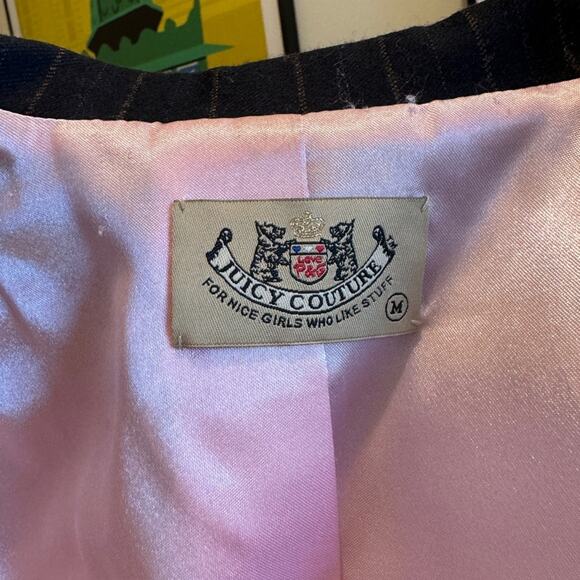 Love
P&G
JUICY COUTURE
FOR NICE GIRLS WHO LIKE STUFF
M